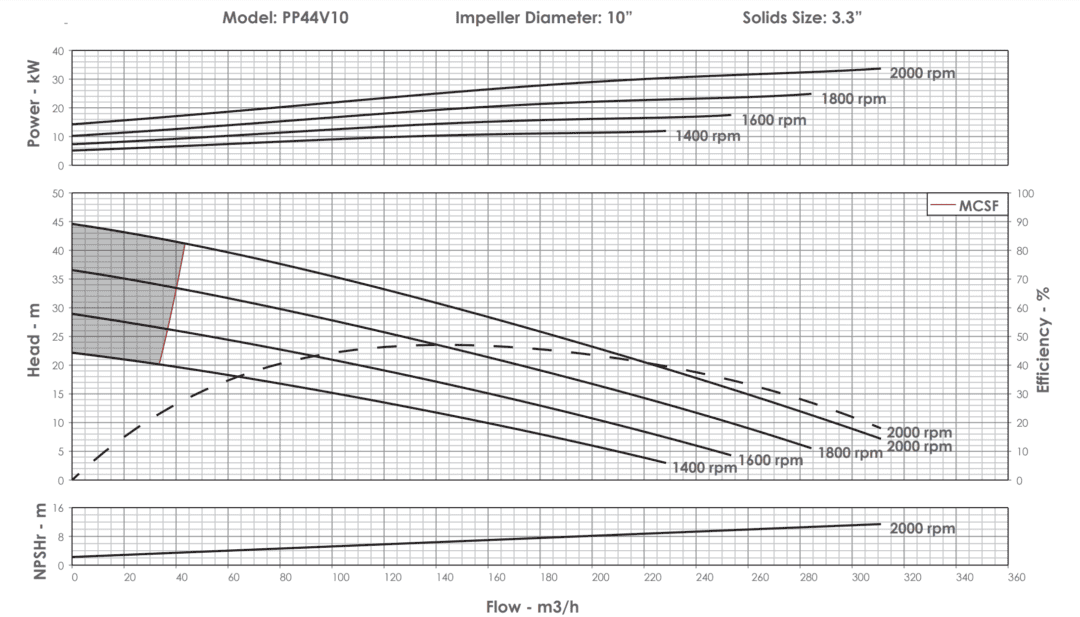 Model: PP44V10 Impeller Diameter: 10” Solids Size: 3.3”
Power - kW
40
30
20
10
0
2000 rpm
1800 rpm
1600 rpm
1400 rpm
Head - m
50
45
40
35
30
25
20
15
10
5
0
MCSF
100
90
80
70
60
50
40
30
20
10
0
Efficiency - %
2000 rpm
2000 rpm
1800 rpm
1600 rpm
1400 rpm
NPSHr - m
16
8
0
2000 rpm
0 20 40 60 80 100 120 140 160 180 200 220 240 260 280 300 320 340 360
Flow - m3/h